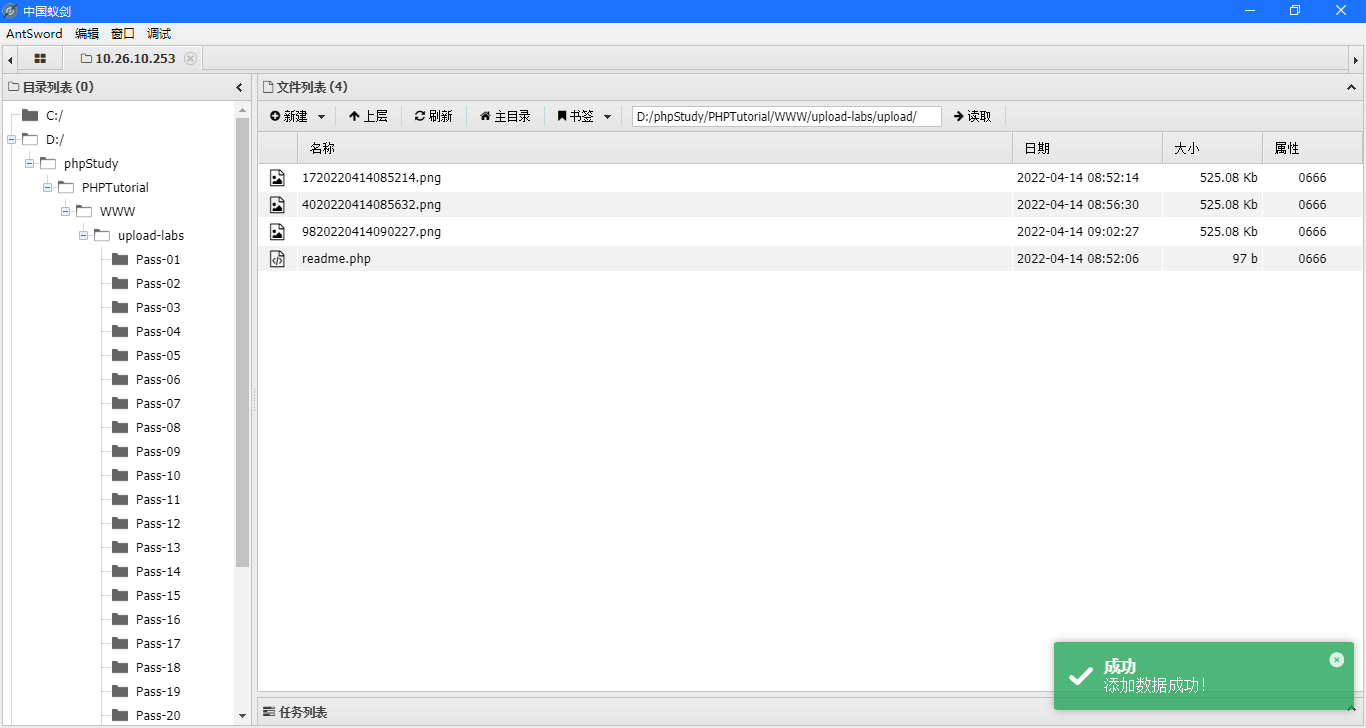 中国蚁剑
AntSword 编辑 窗口 调试
10.26.10.253
目录列表 (0)
C:/
D:/
phpStudy
PHPTutorial
WWW
upload-labs
Pass-01
Pass-02
Pass-03
Pass-04
Pass-05
Pass-06
Pass-07
Pass-08
Pass-09
Pass-10
Pass-11
Pass-12
Pass-13
Pass-14
Pass-15
Pass-16
Pass-17
Pass-18
Pass-19
Pass-20
文件列表 (4)
新建 上层 刷新 主目录 书签 D:/phpStudy/PHPTutorial/WWW/upload-labs/upload/ 读取
名称 日期 大小 属性
1720220414085214.png 2022-04-14 08:52:14 525.08 Kb 0666
4020220414085632.png 2022-04-14 08:56:30 525.08 Kb 0666
9820220414090227.png 2022-04-14 09:02:27 525.08 Kb 0666
readme.php 2022-04-14 08:52:06 97 b 0666
成功
添加数据成功!
任务列表